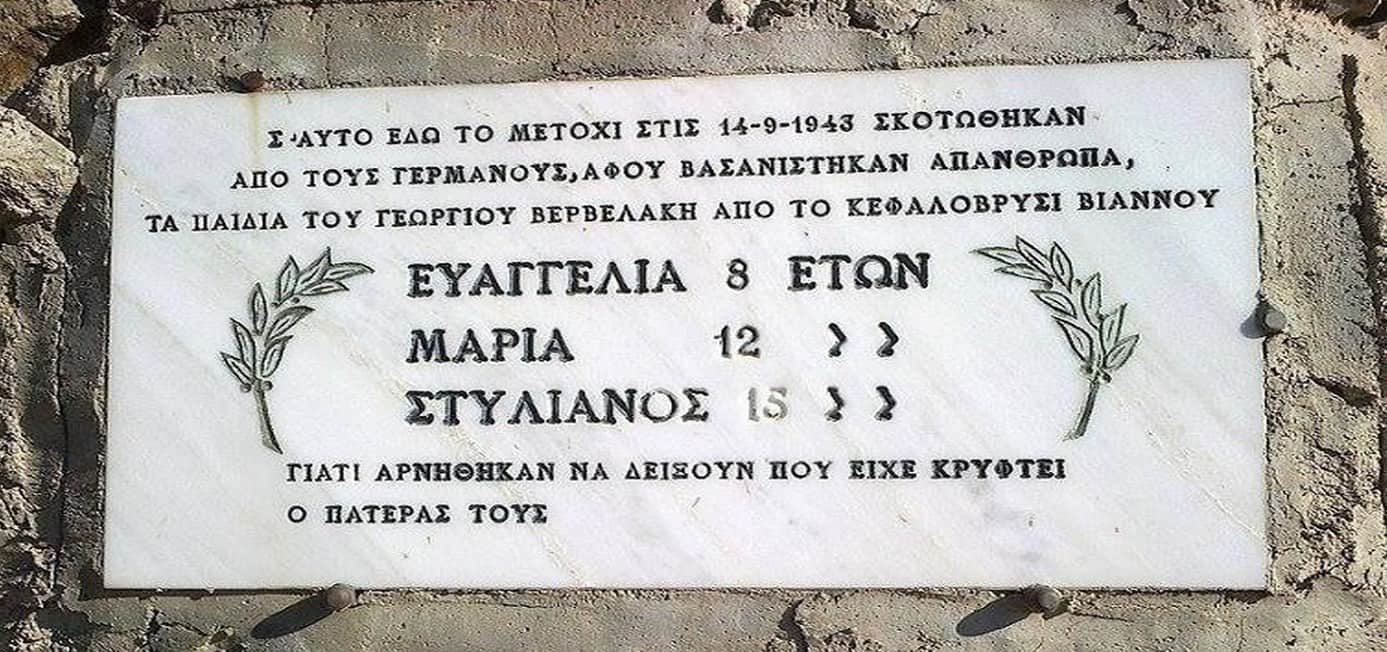 Σ'ΑΥΤΟ ΕΔΩ ΤΟ ΜΕΤΟΧΙ ΣΤΙΣ 14-9-1943 ΣΚΟΤΩΘΗΚΑΝ
ΑΠΟ ΤΟΥΣ ΓΕΡΜΑΝΟΥΣ, ΑΦΟΥ ΒΑΣΑΝΙΣΤΗΚΑΝ ΑΠΑΝΘΡΩΠΑ,
ΤΑ ΠΑΙΔΙΑ ΤΟΥ ΓΕΩΡΓΙΟΥ ΒΕΡΒΕΛΑΚΗ ΑΠΟ ΤΟ ΚΕΦΑΛΟΒΡΥΣΙ ΒΙΑΝΝΟΥ
ΕΥΑΓΓΕΛΙΑ 8 ΕΤΩΝ
ΜΑΡΙΑ 12 » 
ΣΤΥΛΙΑΝΟΣ 15 »
ΓΙΑΤΙ ΑΡΝΗΘΗΚΑΝ ΝΑ ΔΕΙΞΟΥΝ ΠΟΥ ΕΙΧΕ ΚΡΥΦΤΕΙ
Ο ΠΑΤΕΡΑΣ ΤΟΥΣ